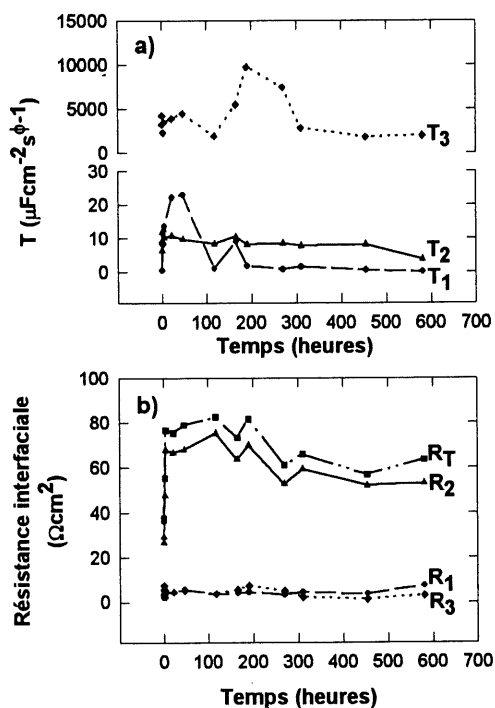 a)
15000
10000
5000
0
30
20
10
0
T (μFcm⁻²s^ϕ⁻¹)
T₃
T₂
T₁
0 100 200 300 400 500 600 700
Temps (heures)
b)
100
80
60
40
20
0
Résistance interfaciale
(Ωcm²)
R_T
R₂
R₁
R₃
0 100 200 300 400 500 600 700
Temps (heures)